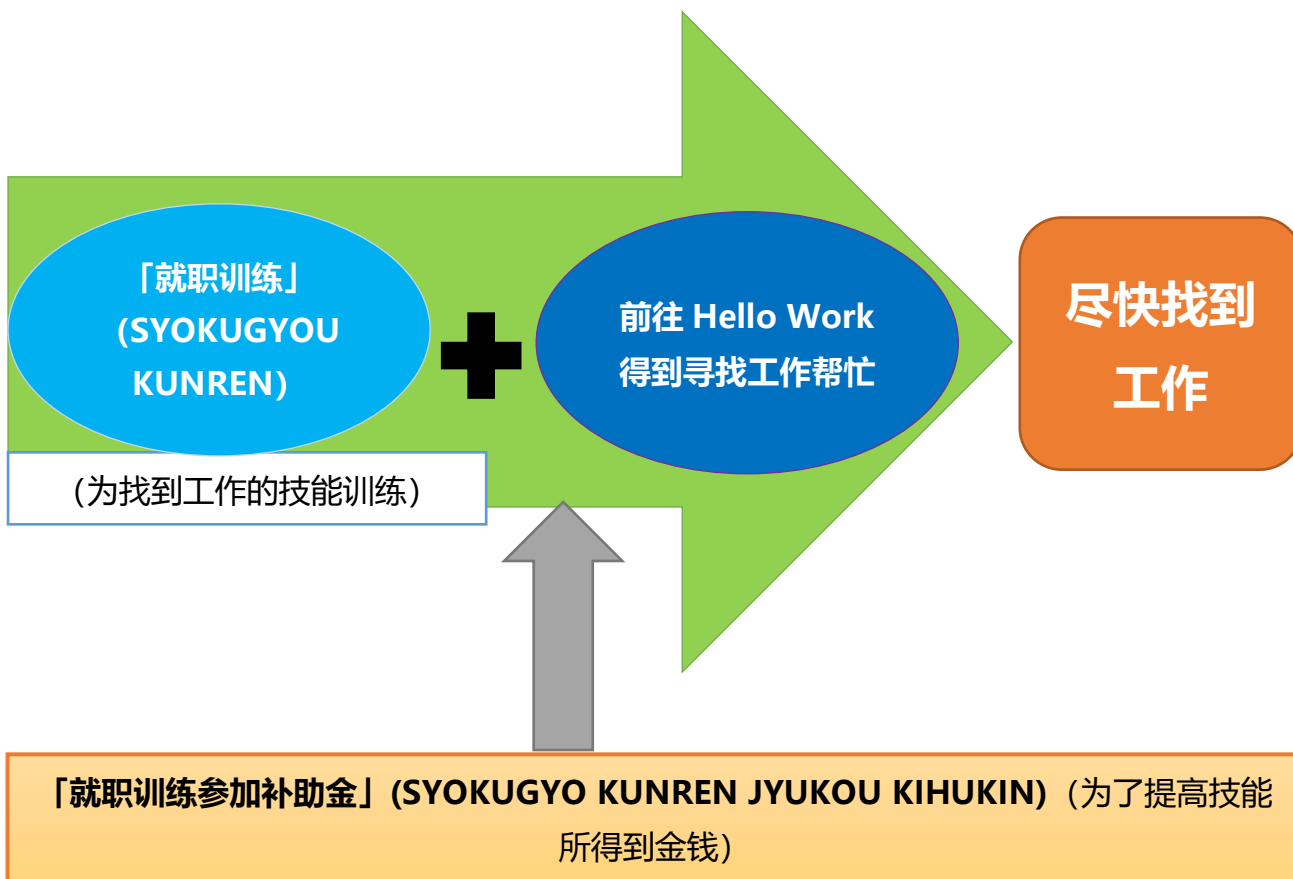 「就职训练」
(SYOKUGYOU
KUNREN）
前往 Hello Work
得到寻找工作帮忙
尽快找到
工作
（为找到工作的技能训练）
「就职训练参加补助金」(SYOKUGYO KUNREN JYUKOU KIHUKIN)（为了提高技能
所得到金钱）